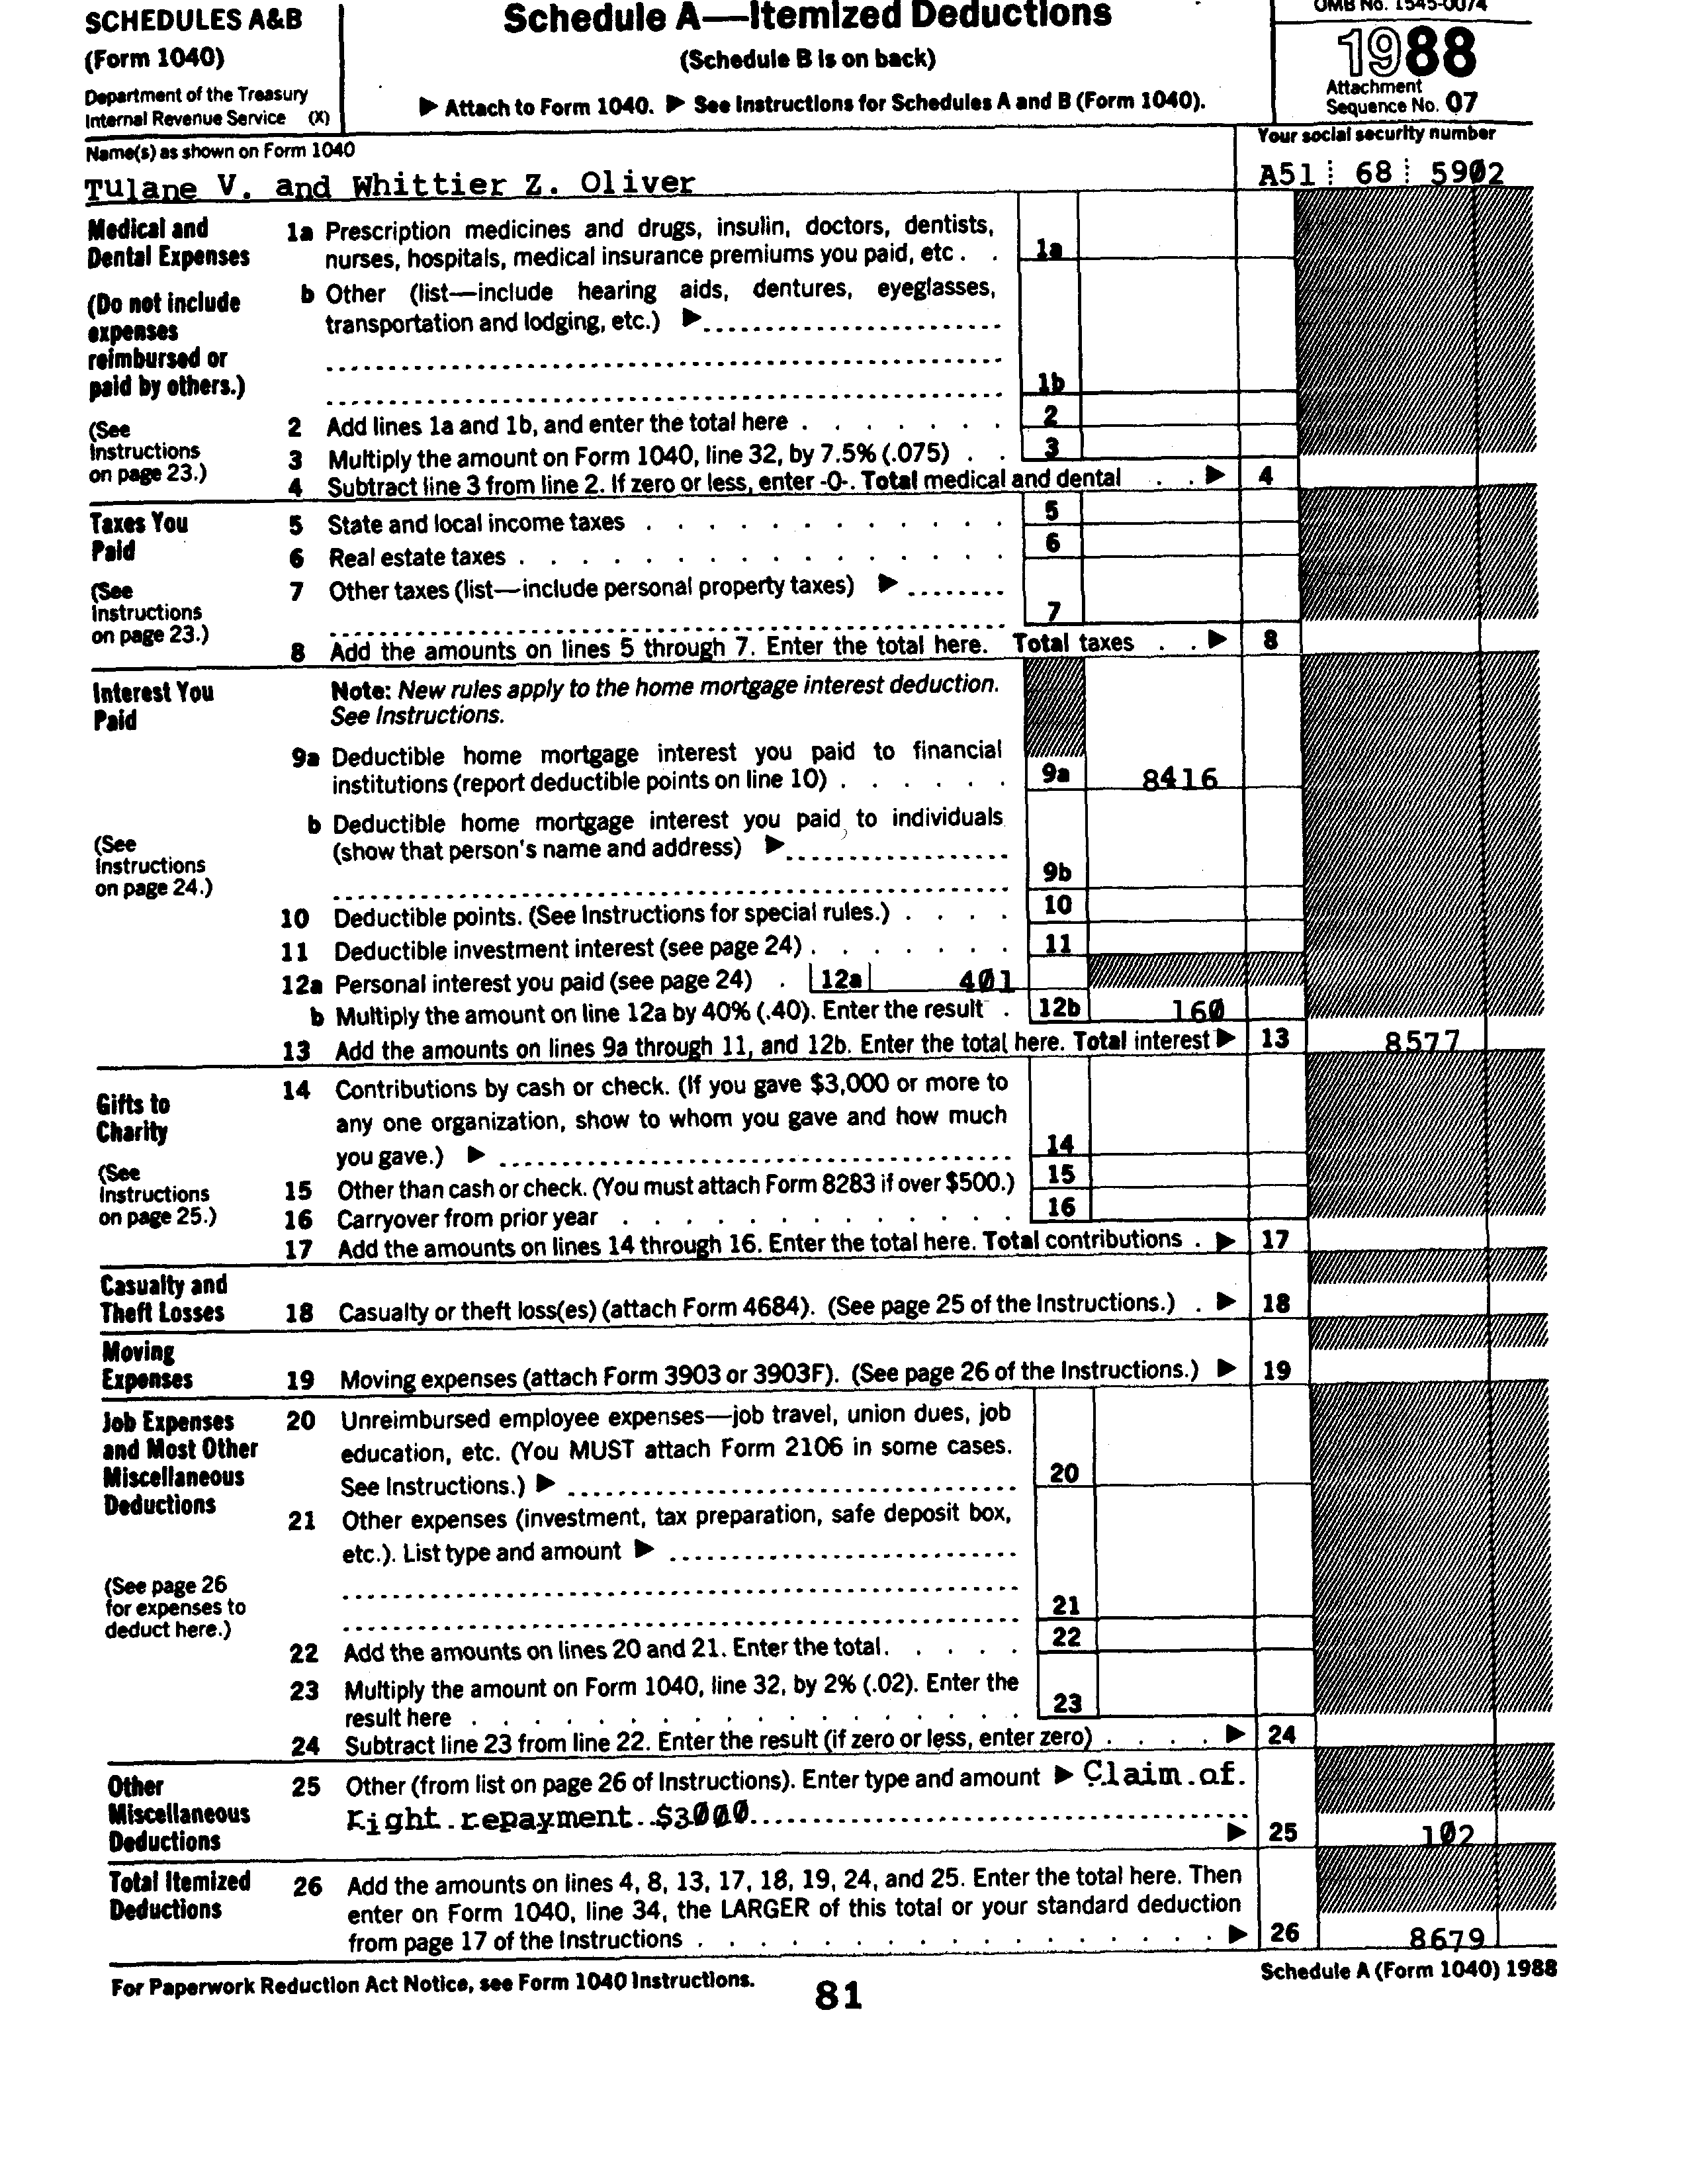 SCHEDULES A&B
(Form 1040)
Department of the Treasury
Internal Revenue Service (X)
Schedule A—Itemized Deductions
(Schedule B is on back)
▶ Attach to Form 1040. ▶ See Instructions for Schedules A and B (Form 1040).
OMB No. 1545-0074
1988
Attachment
Sequence No. 07
Name(s) as shown on Form 1040
Your social security number
Tulane V. and Whittier Z. Oliver
A51 68 5902
Medical and
Dental Expenses
(Do not include
expenses
reimbursed or
paid by others.)
(See
Instructions
on page 23.)
1a Prescription medicines and drugs, insulin, doctors, dentists,
nurses, hospitals, medical insurance premiums you paid, etc . . 1a
b Other (list—include hearing aids, dentures, eyeglasses,
transportation and lodging, etc.) ▶
1b
2 Add lines 1a and 1b, and enter the total here . . . . . . . 2
3 Multiply the amount on Form 1040, line 32, by 7.5% (.075) . . 3
4 Subtract line 3 from line 2. If zero or less, enter -0-. Total medical and dental . . ▶ 4
Taxes You
Paid
(See
Instructions
on page 23.)
5 State and local income taxes . . . . . . . . . . . . 5
6 Real estate taxes . . . . . . . . . . . . . . . . 6
7 Other taxes (list—include personal property taxes) ▶
7
8 Add the amounts on lines 5 through 7. Enter the total here. Total taxes . . ▶ 8
Interest You
Paid
(See
Instructions
on page 24.)
Note: New rules apply to the home mortgage interest deduction.
See Instructions.
9a Deductible home mortgage interest you paid to financial
institutions (report deductible points on line 10) . . . . . . 9a 8416
b Deductible home mortgage interest you paid to individuals
(show that person's name and address) ▶
9b
10 Deductible points. (See Instructions for special rules.) . . . . 10
11 Deductible investment interest (see page 24) . . . . . . . 11
12a Personal interest you paid (see page 24) . 12a 401
b Multiply the amount on line 12a by 40% (.40). Enter the result . 12b 160
13 Add the amounts on lines 9a through 11, and 12b. Enter the total here. Total interest ▶ 13 8577
Gifts to
Charity
(See
Instructions
on page 25.)
14 Contributions by cash or check. (If you gave $3,000 or more to
any one organization, show to whom you gave and how much
you gave.) ▶ 14
15 Other than cash or check. (You must attach Form 8283 if over $500.) 15
16 Carryover from prior year . . . . . . . . . . . . . 16
17 Add the amounts on lines 14 through 16. Enter the total here. Total contributions . ▶ 17
Casualty and
Theft Losses
18 Casualty or theft loss(es) (attach Form 4684). (See page 25 of the Instructions.) . ▶ 18
Moving
Expenses
19 Moving expenses (attach Form 3903 or 3903F). (See page 26 of the Instructions.) ▶ 19
Job Expenses
and Most Other
Miscellaneous
Deductions
(See page 26
for expenses to
deduct here.)
20 Unreimbursed employee expenses—job travel, union dues, job
education, etc. (You MUST attach Form 2106 in some cases.
See Instructions.) ▶ 20
21 Other expenses (investment, tax preparation, safe deposit box,
etc.). List type and amount ▶
21
22 Add the amounts on lines 20 and 21. Enter the total. . . . . 22
23 Multiply the amount on Form 1040, line 32, by 2% (.02). Enter the
result here . . . . . . . . . . . . . . . . . 23
24 Subtract line 23 from line 22. Enter the result (if zero or less, enter zero) . . . . ▶ 24
Other
Miscellaneous
Deductions
25 Other (from list on page 26 of Instructions). Enter type and amount ▶ Claim of
right repayment $3000
▶ 25 102
Total Itemized
Deductions
26 Add the amounts on lines 4, 8, 13, 17, 18, 19, 24, and 25. Enter the total here. Then
enter on Form 1040, line 34, the LARGER of this total or your standard deduction
from page 17 of the Instructions . . . . . . . . . . . . . . . . ▶ 26 8679
For Paperwork Reduction Act Notice, see Form 1040 Instructions.
Schedule A (Form 1040) 1988
81